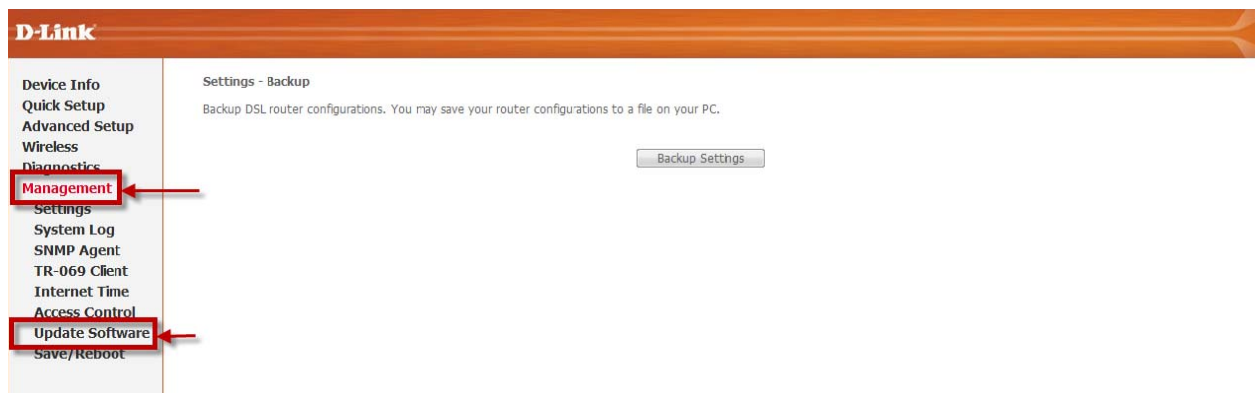 D-Link
Device Info
Quick Setup
Advanced Setup
Wireless
Diagnostics
Management
Settings
System Log
SNMP Agent
TR-069 Client
Internet Time
Access Control
Update Software
Save/Reboot
Settings - Backup
Backup DSL router configurations. You may save your router configurations to a file on your PC.
Backup Settings